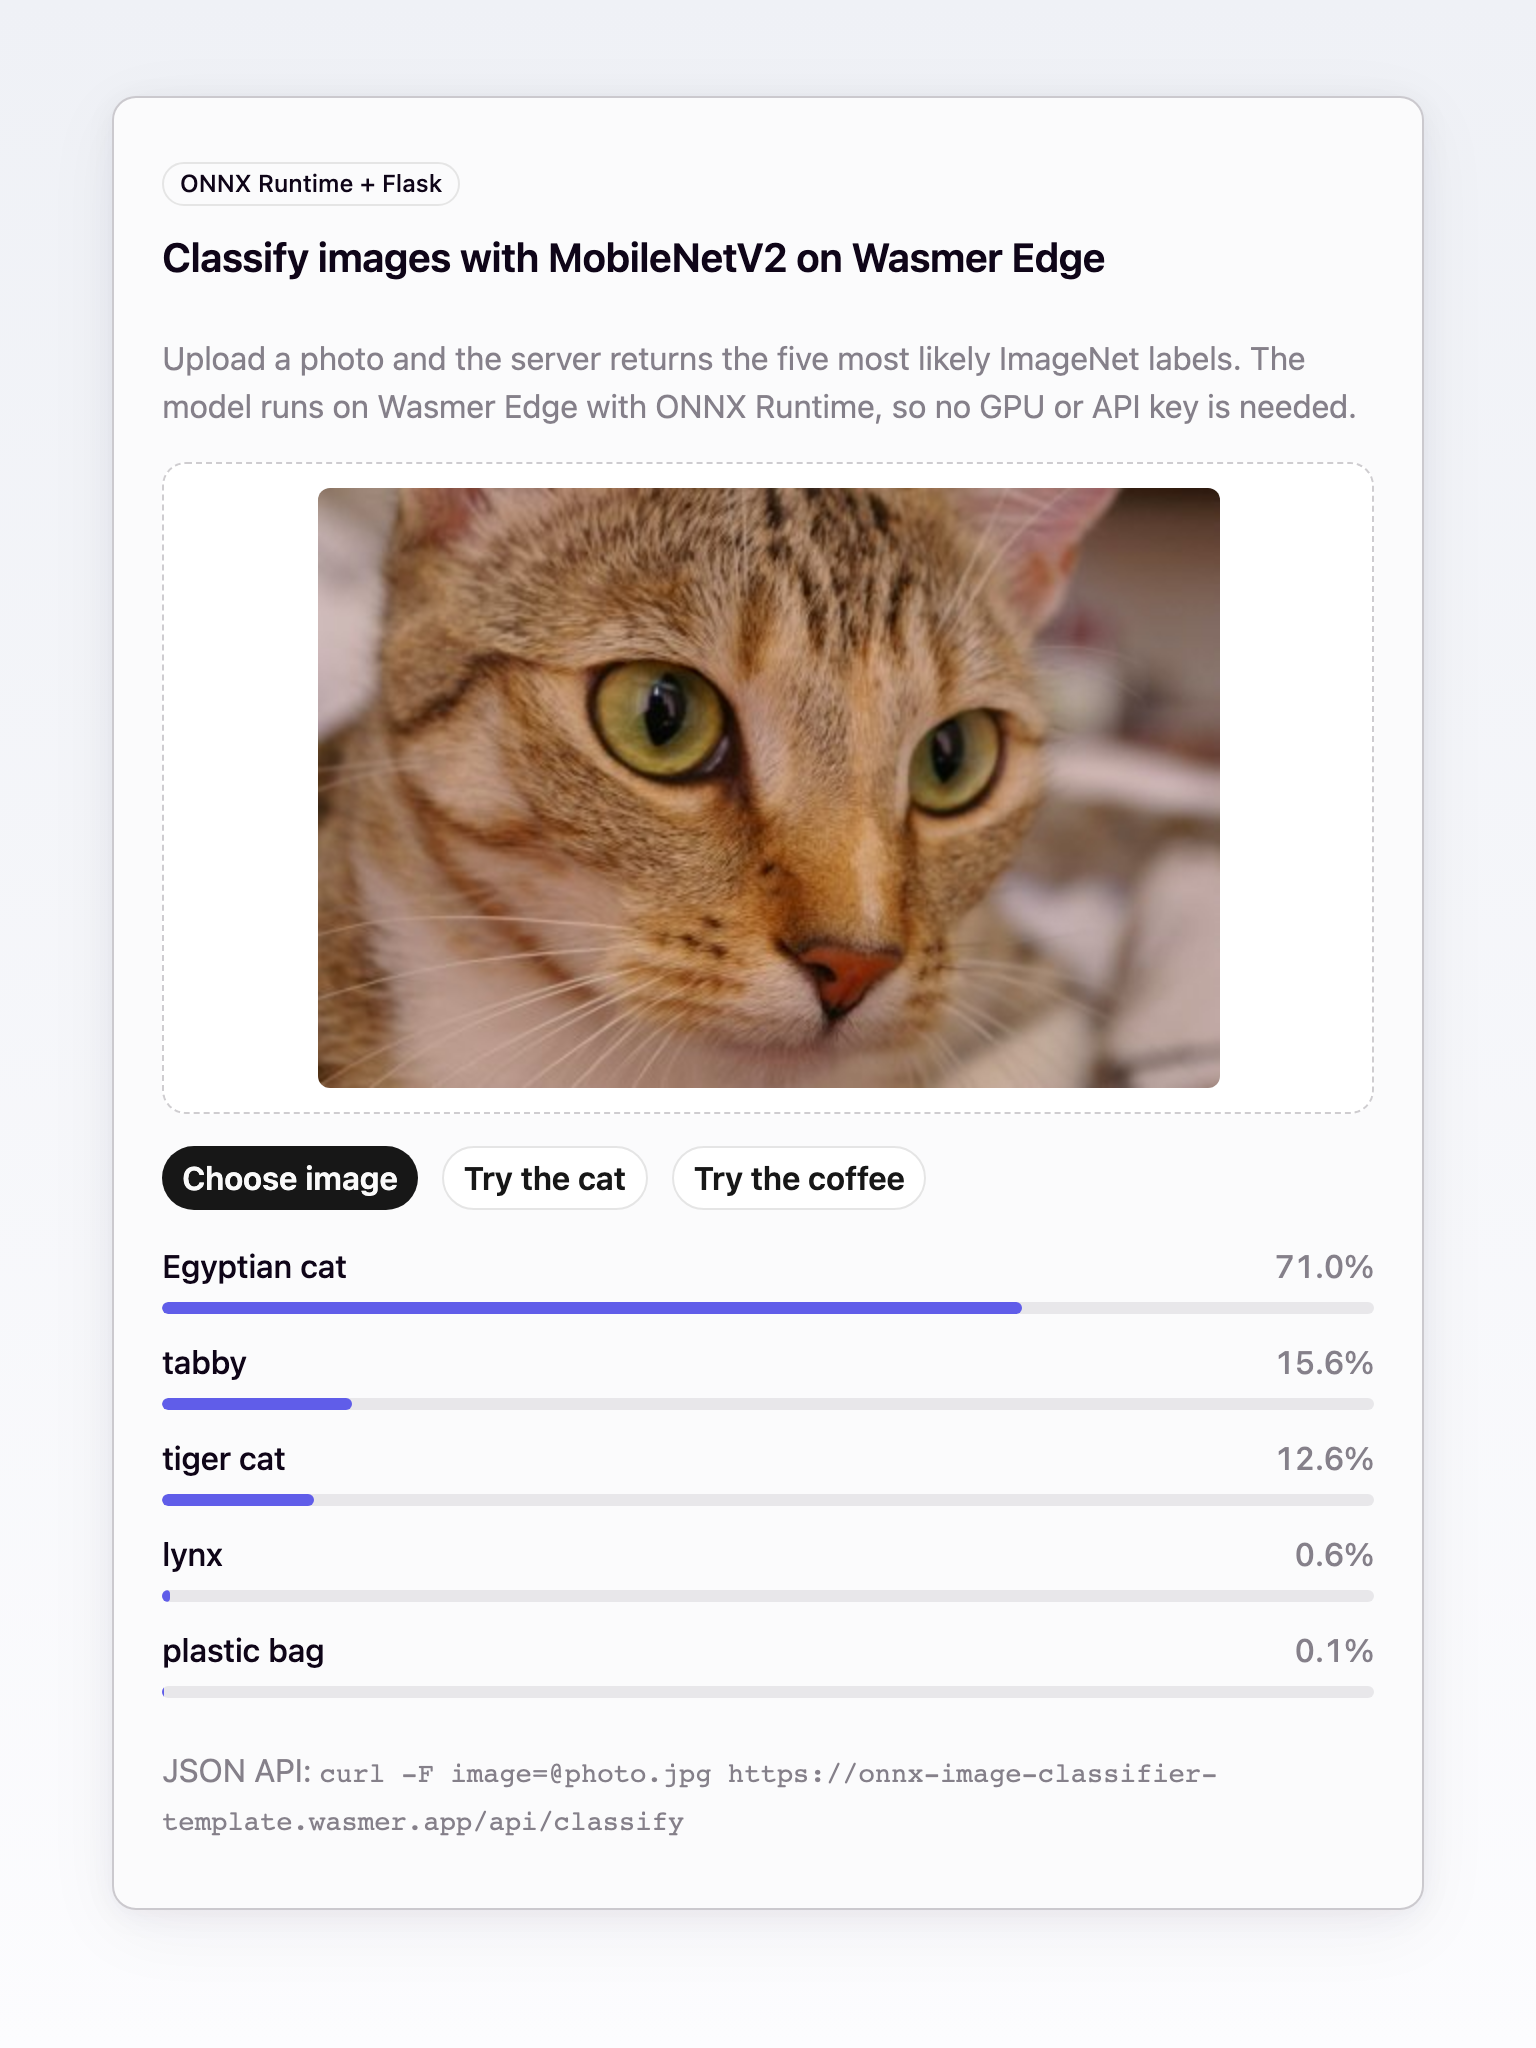 ONNX Runtime + Flask
Classify images with MobileNetV2 on Wasmer Edge
Upload a photo and the server returns the five most likely ImageNet labels. The
model runs on Wasmer Edge with ONNX Runtime, so no GPU or API key is needed.
Choose image
Try the cat
Try the coffee
Egyptian cat 71.0%
tabby 15.6%
tiger cat 12.6%
lynx 0.6%
plastic bag 0.1%
JSON API: curl -F image=@photo.jpg https://onnx-image-classifier-
template.wasmer.app/api/classify